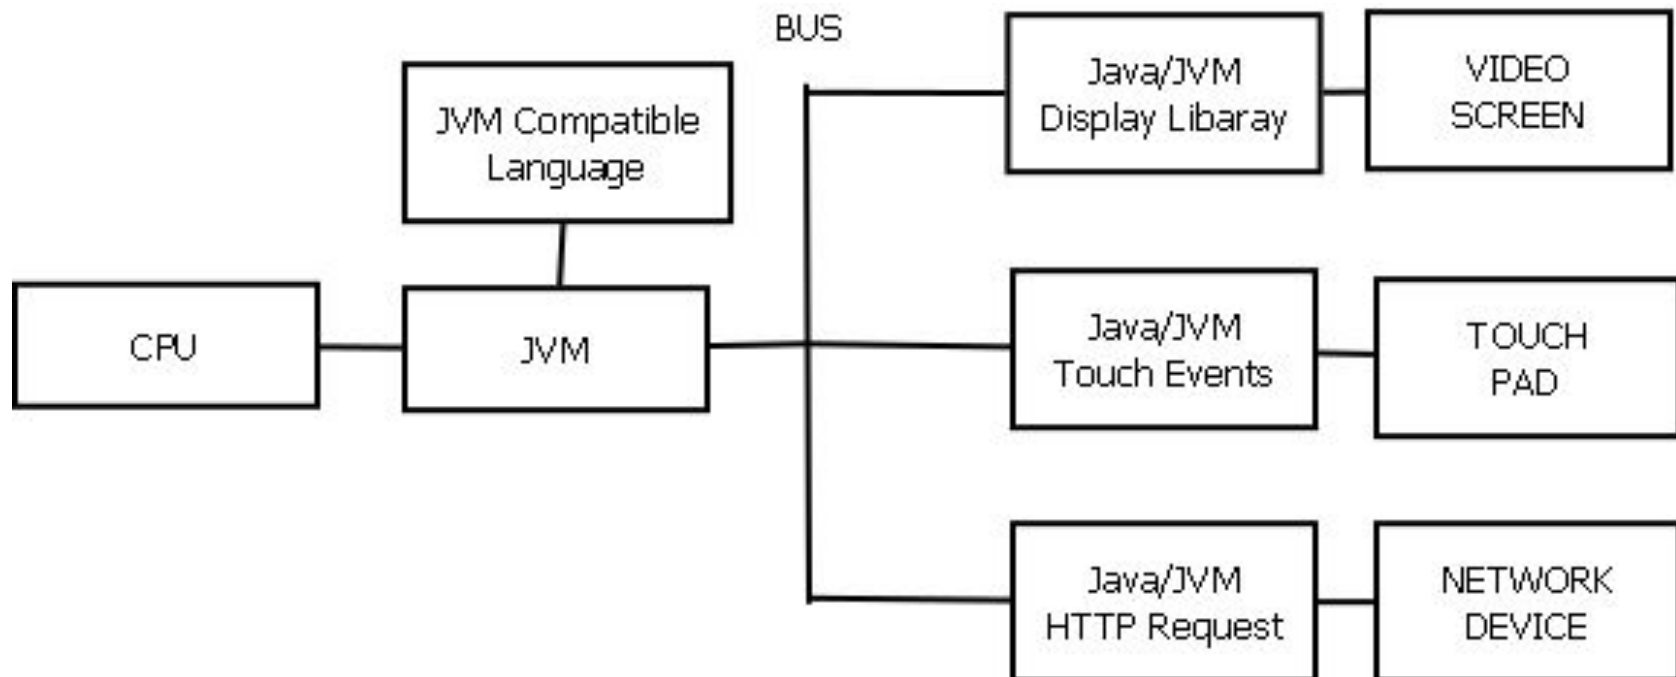 BUS
JVM Compatible
Language
CPU
JVM
Java/JVM
Display Libaray
VIDEO
SCREEN
Java/JVM
Touch Events
TOUCH
PAD
Java/JVM
HTTP Request
NETWORK
DEVICE